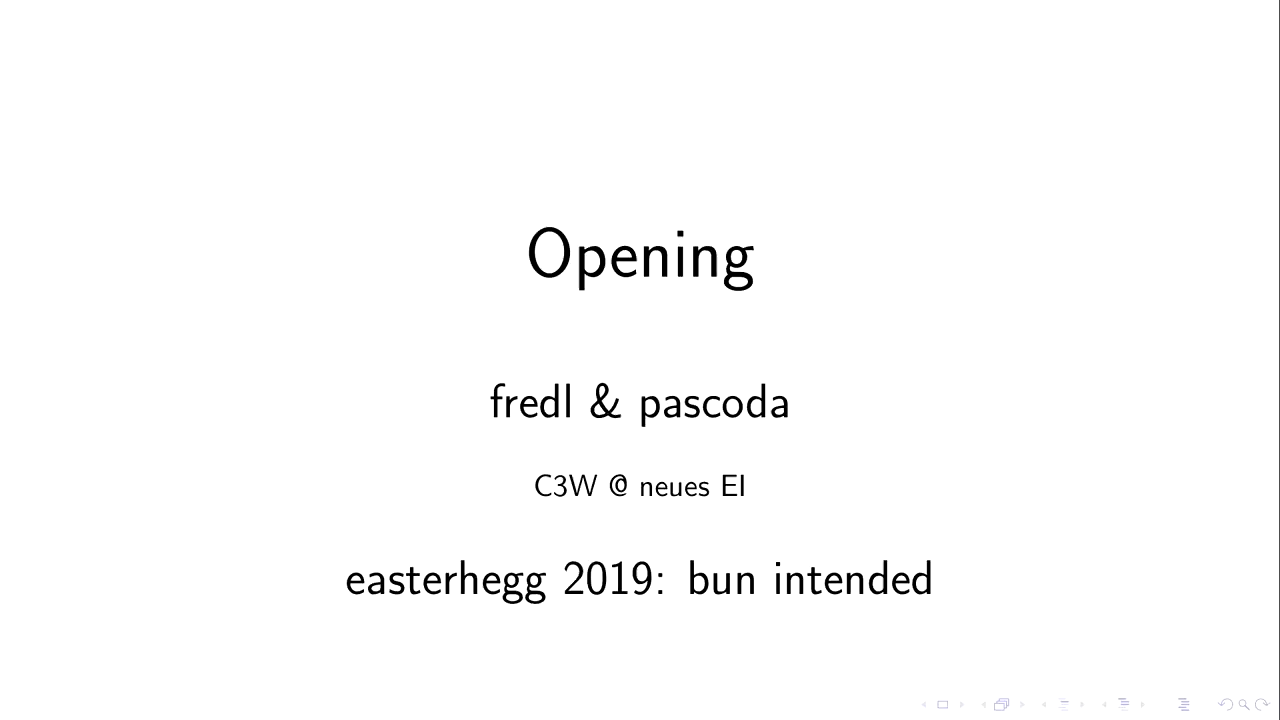 Opening
fredl & pascoda
C3W @ neues EI
easterhegg 2019: bun intended